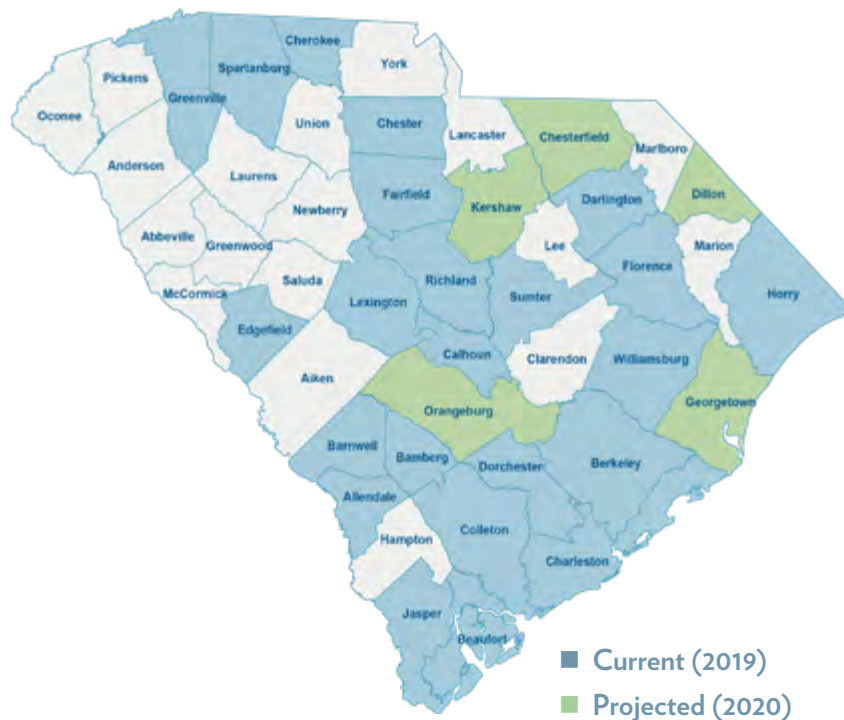 Cherokee
York
Spartanburg
Pickens
Greenville
Oconee
Union
Chester
Lancaster
Chesterfield
Marlboro
Anderson
Laurens
Fairfield
Kershaw
Darlington
Dillon
Newberry
Abbeville
Greenwood
Lee
Marion
Saluda
Richland
Florence
McCormick
Lexington
Sumter
Horry
Edgefield
Calhoun
Clarendon
Williamsburg
Aiken
Georgetown
Orangeburg
Barnwell
Bamberg
Dorchester
Berkeley
Allendale
Colleton
Hampton
Charleston
Jasper
Beaufort
Current (2019)
Projected (2020)